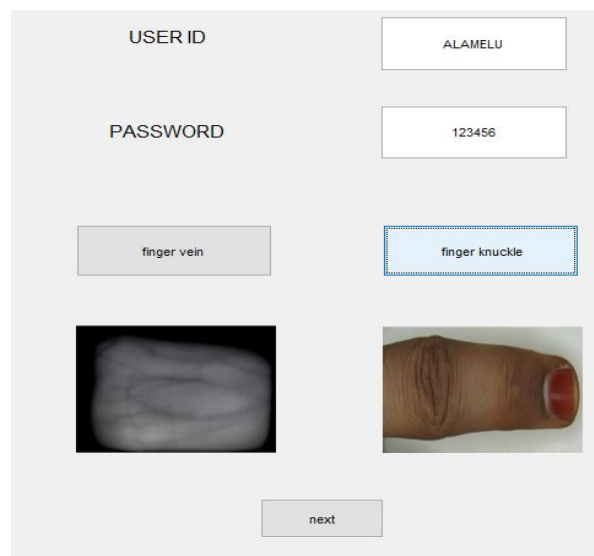 USER ID
ALAMELU
PASSWORD
123456
finger vein
finger knuckle
next